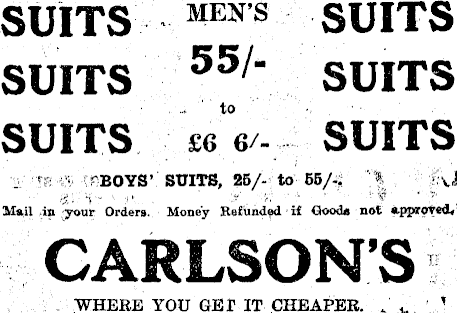 SUITS MEN'S SUITS
SUITS 55/- SUITS
to
SUITS £6 6/- SUITS
BOYS' SUITS, 25/- to 55/-.
Mail in your Orders. Money Refunded if Goods not approved.
CARLSON'S
WHERE YOU GET IT CHEAPER.